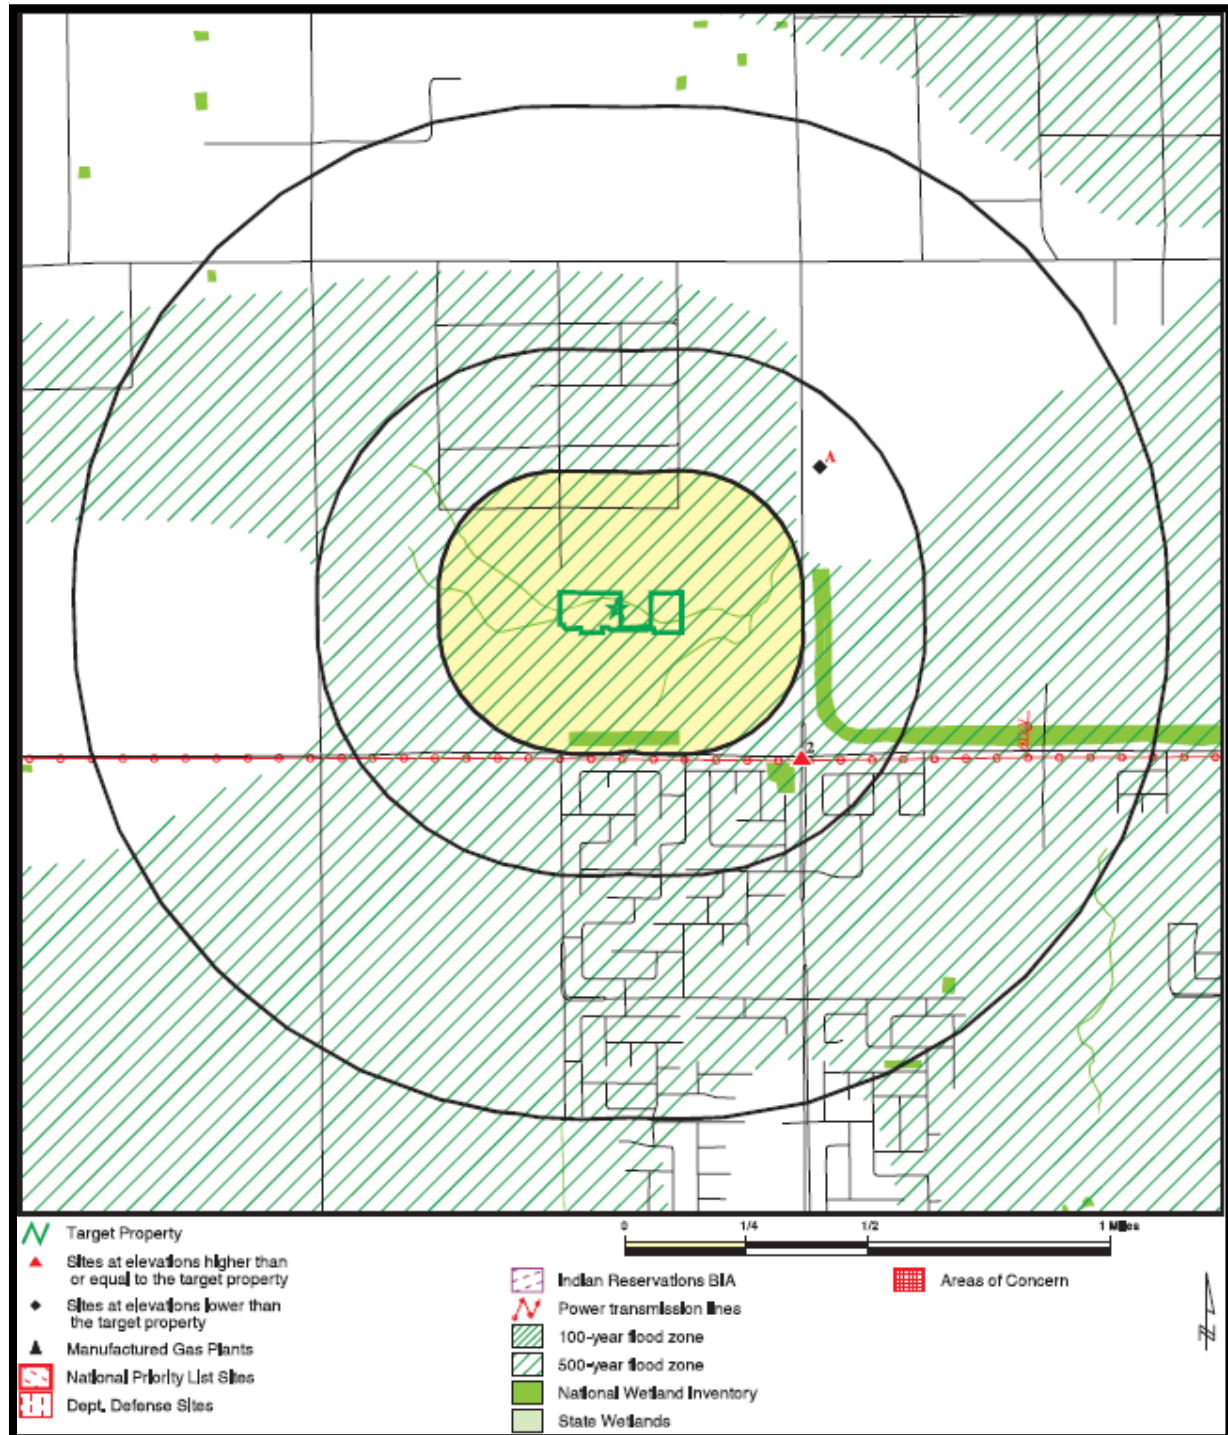 A
2
0 1/4 1/2 1 Miles
Target Property
Sites at elevations higher than
or equal to the target property
Sites at elevations lower than
the target property
Manufactured Gas Plants
National Priority List Sites
Dept. Defense Sites
Indian Reservations BIA
Power transmission lines
100-year flood zone
500-year flood zone
National Wetland Inventory
State Wetlands
Areas of Concern
N